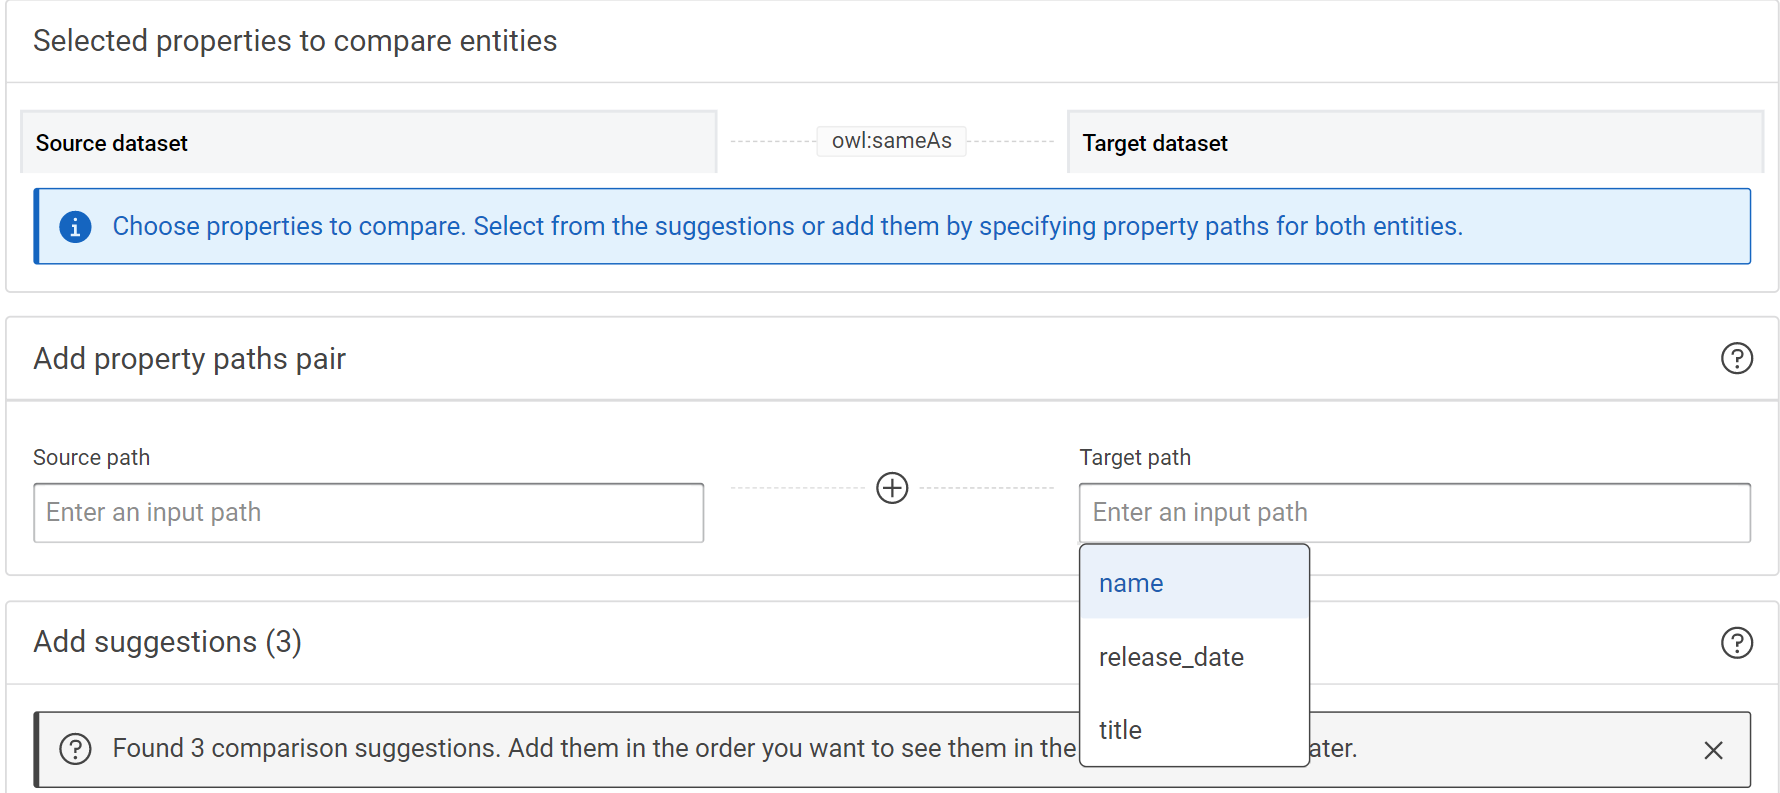 Selected properties to compare entities
Source dataset
owl:sameAs
Target dataset
Choose properties to compare. Select from the suggestions or add them by specifying property paths for both entities.
Add property paths pair
Source path
Target path
Enter an input path
Enter an input path
name
release_date
title
Add suggestions (3)
Found 3 comparison suggestions. Add them in the order you want to see them in the